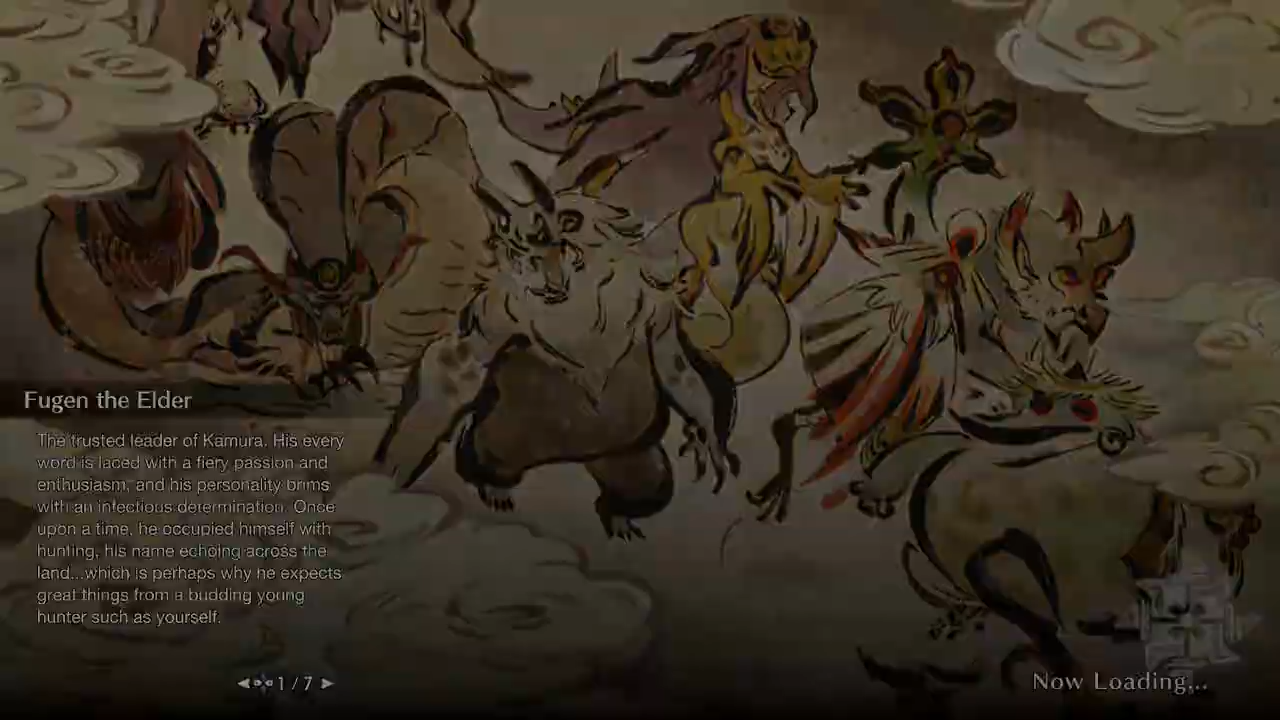 Fugen the Elder
The trusted leader of Kamura. His every
word is laced with a fiery passion and
enthusiasm, and his personality brims
with an infectious determination. Once
upon a time, he occupied himself with
hunting, his name echoing across the
land...which is perhaps why he expects
great things from a budding young
hunter such as yourself.
1 / 7
Now Loading...